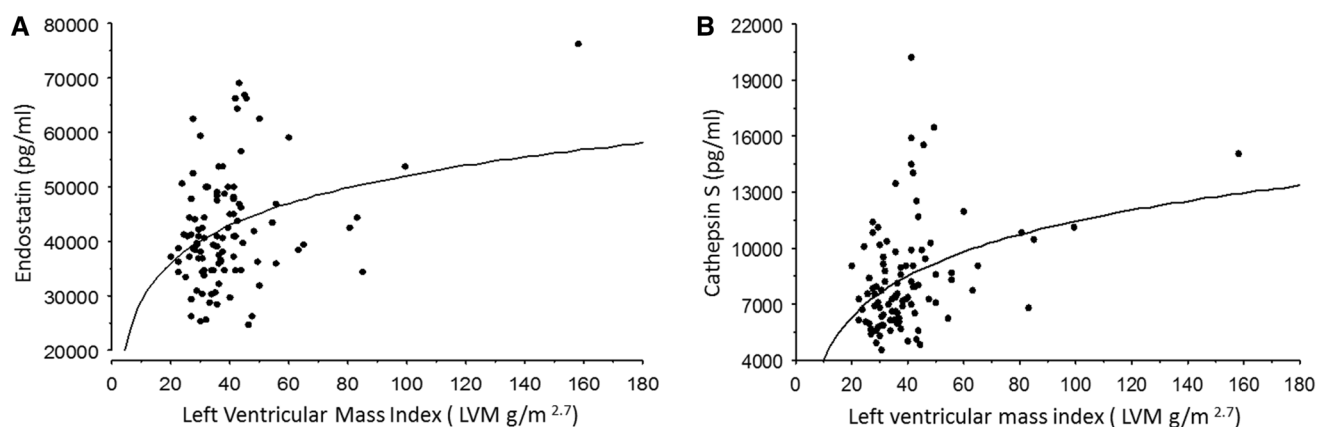 A
80000
70000
60000
50000
40000
30000
20000
Endostatin (pg/ml)
0 20 40 60 80 100 120 140 160 180
Left Ventricular Mass Index ( LVM g/m 2.7)
B
22000
19000
16000
13000
10000
7000
4000
Cathepsin S (pg/ml)
0 20 40 60 80 100 120 140 160 180
Left ventricular mass index ( LVM g/m 2.7)